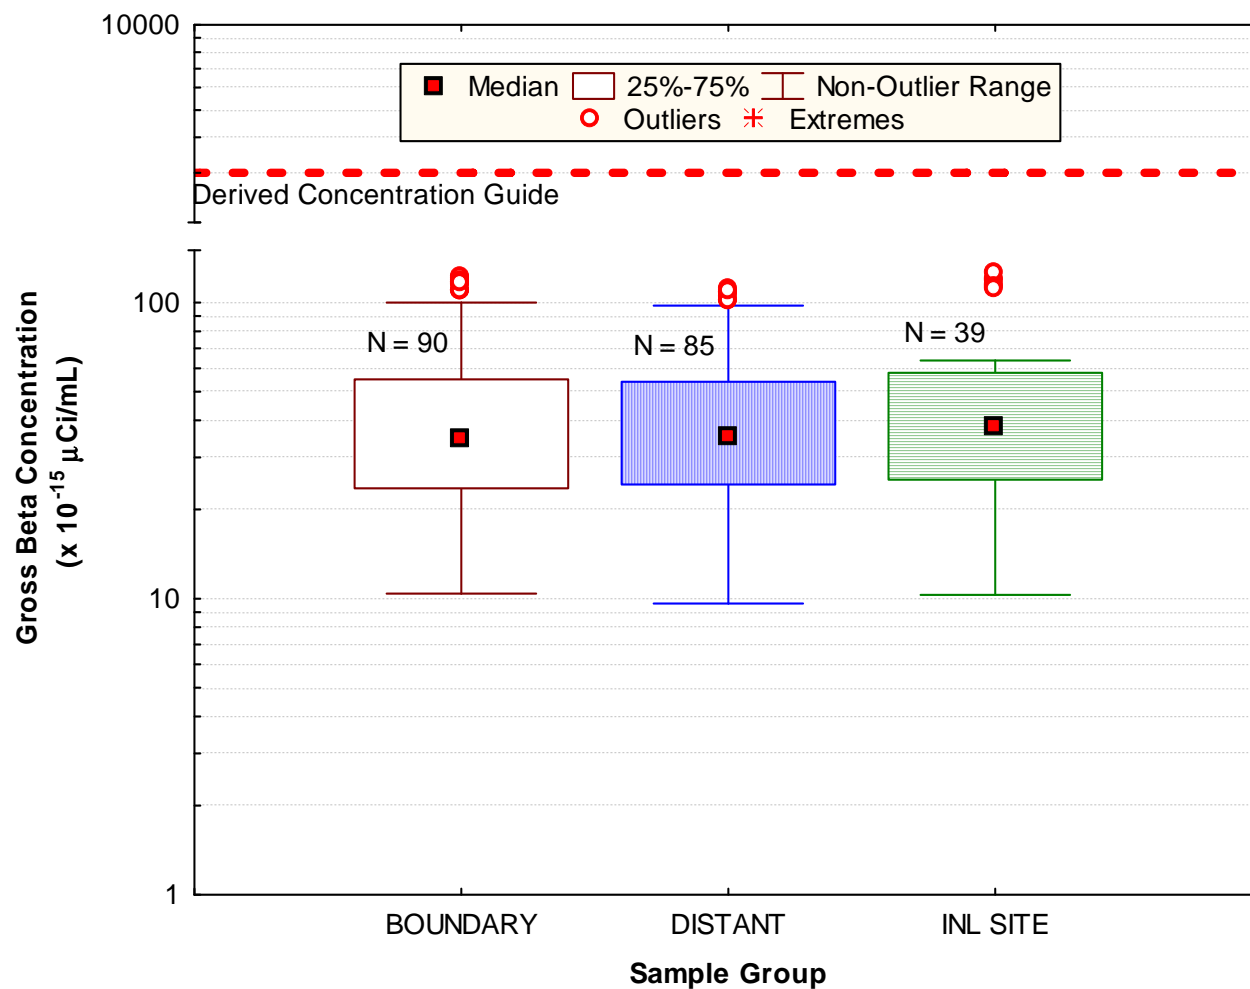 10000
Median 25%-75% Non-Outlier Range
Outliers Extremes
Derived Concentration Guide
100
N = 90
N = 85
N = 39
10
1
Gross Beta Concentration
(x 10⁻¹⁵ μCi/mL)
BOUNDARY DISTANT INL SITE
Sample Group